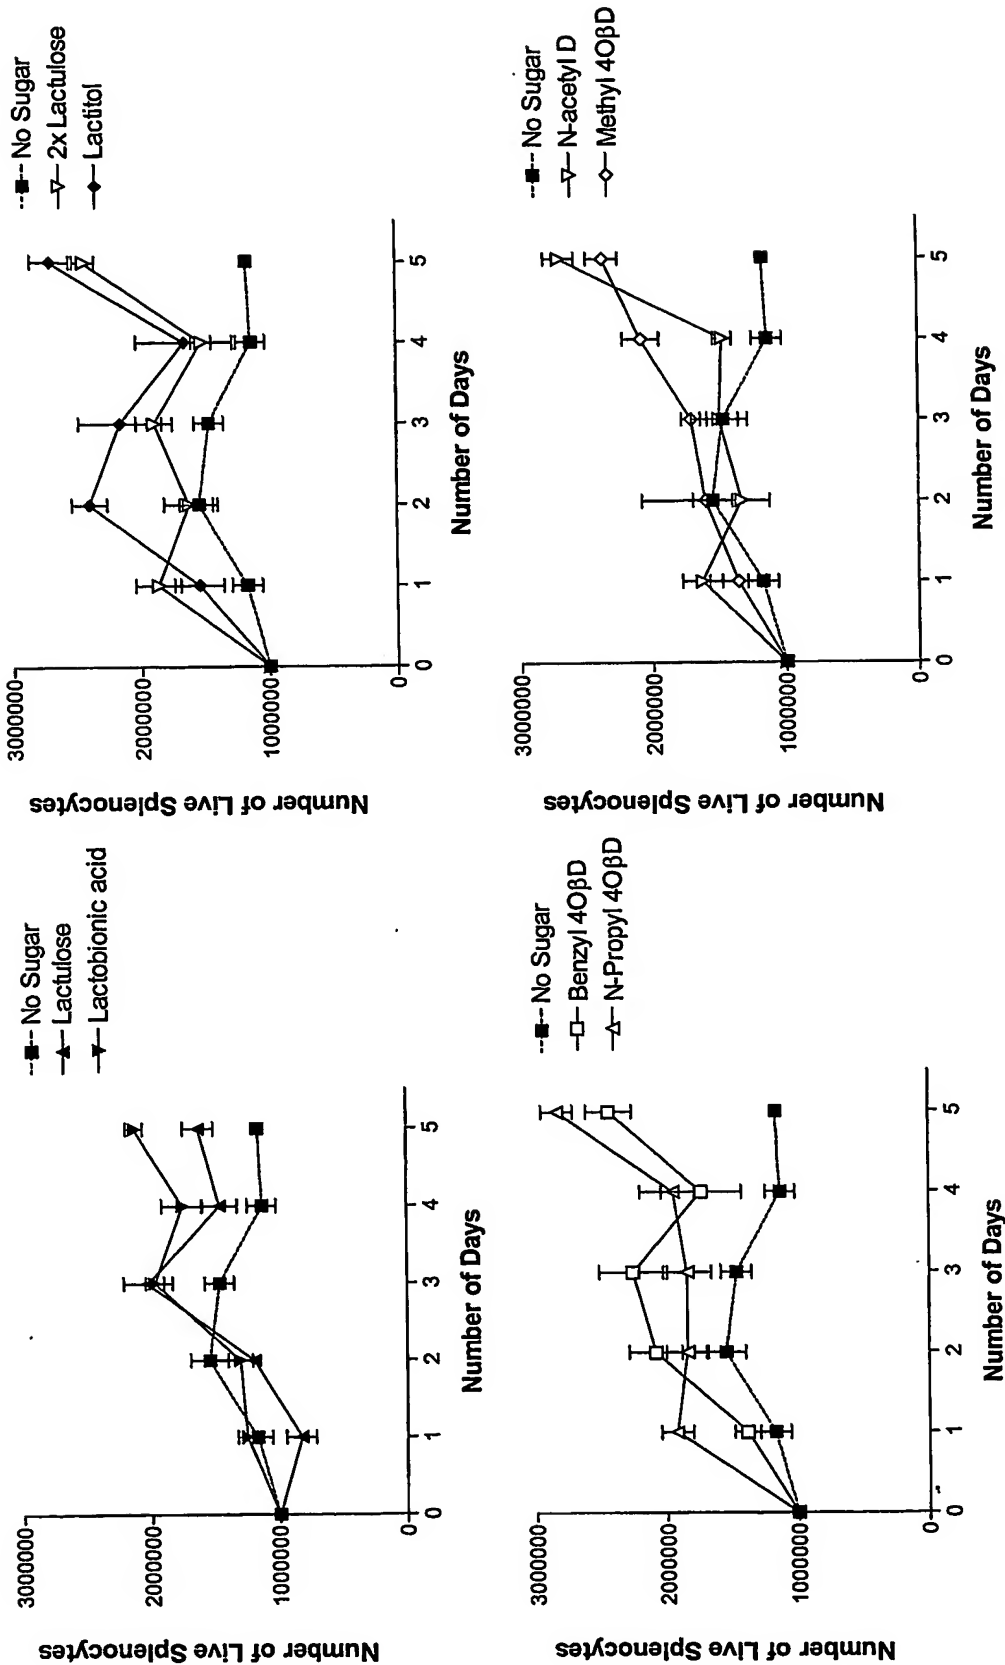 3000000
2000000
1000000
0
Number of Live Splenocytes
0 1 2 3 4 5
Number of Days
No Sugar
Lactulose
Lactobionic acid
3000000
2000000
1000000
0
Number of Live Splenocytes
0 1 2 3 4 5
Number of Days
No Sugar
2x Lactulose
Lactitol
3000000
2000000
1000000
0
Number of Live Splenocytes
0 1 2 3 4 5
Number of Days
No Sugar
Benzyl 4OβD
N-Propyl 4OβD
3000000
2000000
1000000
0
Number of Live Splenocytes
0 1 2 3 4 5
Number of Days
No Sugar
N-acetyl D
Methyl 4OβD